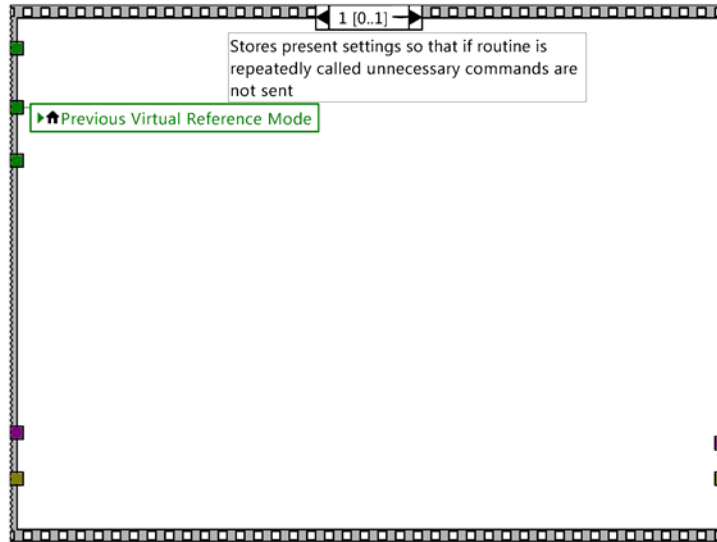 1 [0..1]
Stores present settings so that if routine is
repeatedly called unnecessary commands are
not sent
Previous Virtual Reference Mode